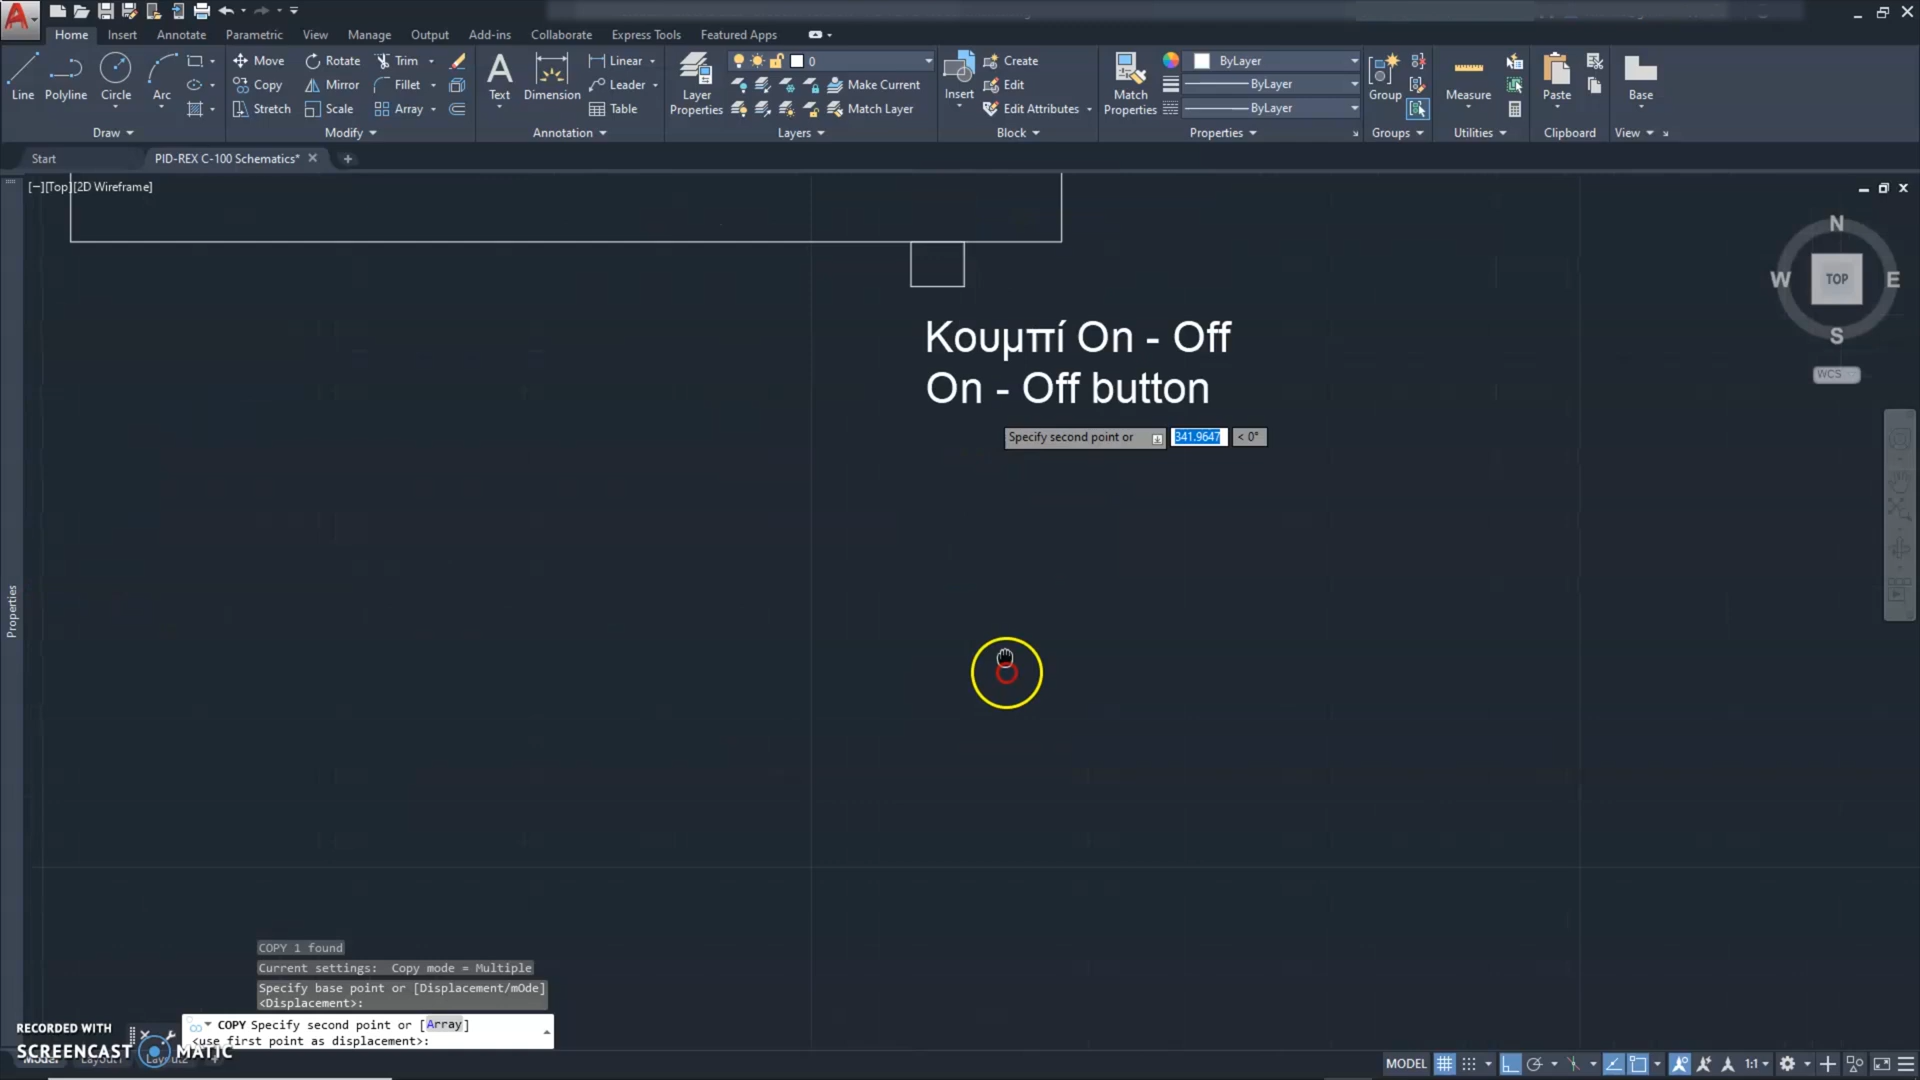 Home Insert Annotate Parametric View Manage Output Add-ins Collaborate Express Tools Featured Apps
Line Polyline Circle Arc
Move Rotate Trim
Copy Mirror Fillet
Stretch Scale Array
Text Dimension
Linear
Leader
Table
Layer Properties
0
Make Current
Match Layer
Insert
Create
Edit
Edit Attributes
Match Properties
ByLayer
ByLayer
ByLayer
Group Measure Paste Base
Draw Modify Annotation Layers Block Properties Groups Utilities Clipboard View
Start PID-REX C-100 Schematics*
[−][Top][2D Wireframe]
N
W TOP E
S
WCS
Κουμπί On - Off
On - Off button
Specify second point or 341.9647 < 0°
Properties
COPY 1 found
Current settings: Copy mode = Multiple
Specify base point or [Displacement/mOde]
<Displacement>:
COPY Specify second point or [Array]
<use first point as displacement>:
RECORDED WITH
SCREENCAST MATIC
Model Layout1 Layout2
MODEL 1:1